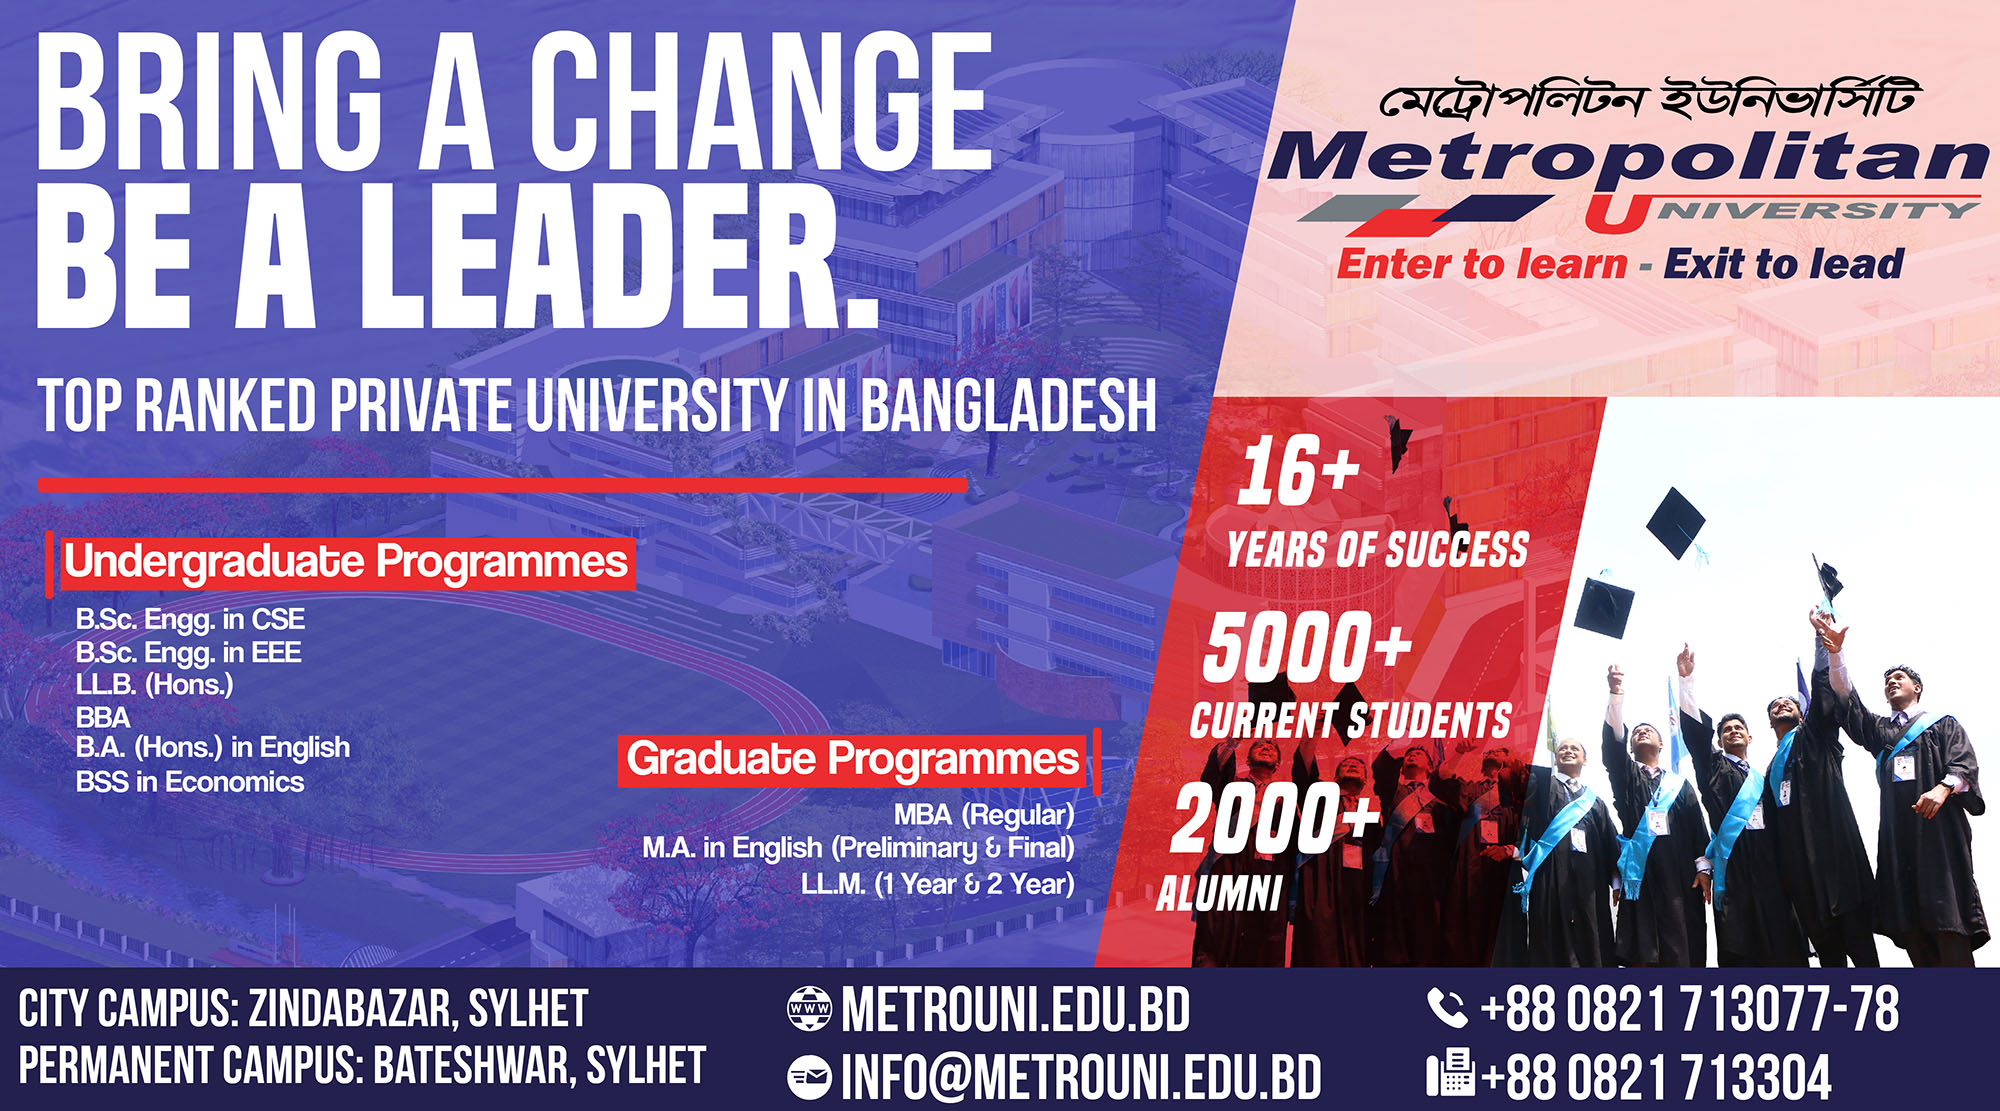 BRING A CHANGE
BE A LEADER.
TOP RANKED PRIVATE UNIVERSITY IN BANGLADESH
Undergraduate Programmes
B.Sc. Engg. in CSE
B.Sc. Engg. in EEE
LL.B. (Hons.)
BBA
B.A. (Hons.) in English
BSS in Economics
Graduate Programmes
MBA (Regular)
M.A. in English (Preliminary & Final)
LL.M. (1 Year & 2 Year)
মেট্রোপলিটন ইউনিভার্সিটি
Metropolitan
UNIVERSITY
Enter to learn - Exit to lead
16+
YEARS OF SUCCESS
5000+
CURRENT STUDENTS
2000+
ALUMNI
CITY CAMPUS: ZINDABAZAR, SYLHET
PERMANENT CAMPUS: BATESHWAR, SYLHET
WWW METROUNI.EDU.BD
INFO@METROUNI.EDU.BD
+88 0821 713077-78
+88 0821 713304